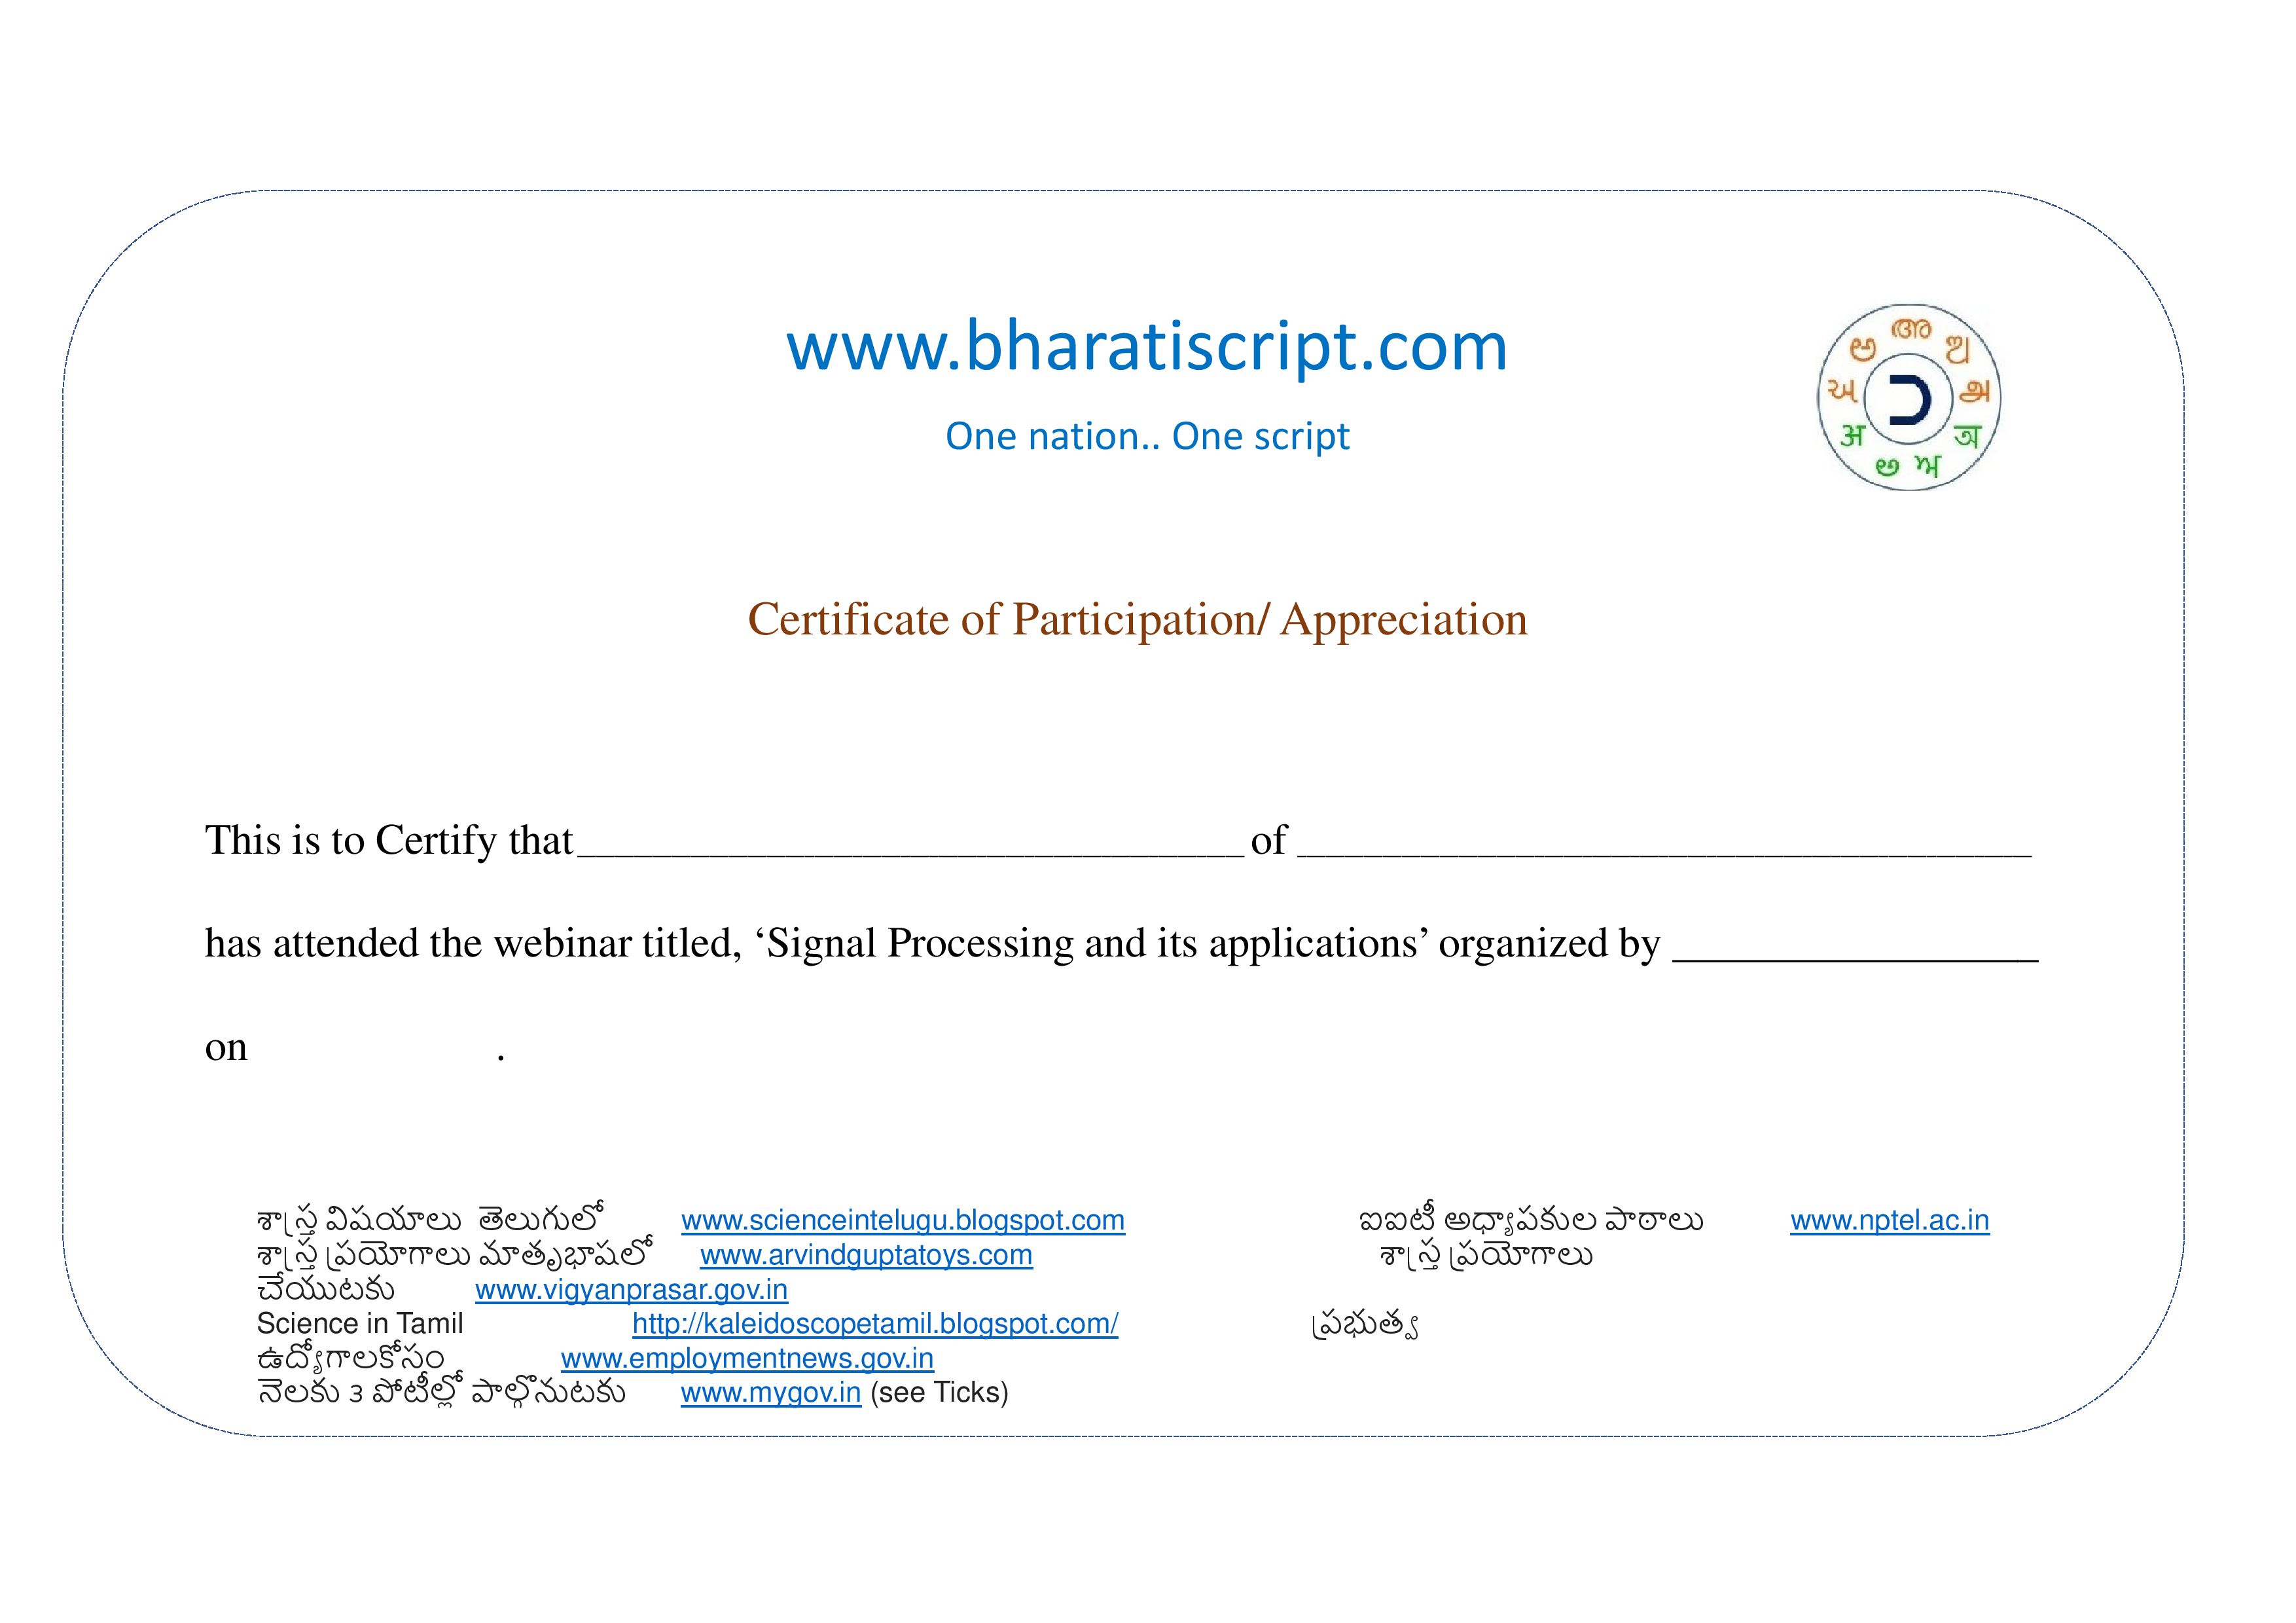 www.bharatiscript.com
One nation.. One script
അ
ಅ
ଅ
અ
அ
ᑐ
अ
অ
అ
ਅ
Certificate of Participation/ Appreciation
This is to Certify that___________________________________ of ___________________________________
has attended the webinar titled, ‘Signal Processing and its applications’ organized by _________________
on .
శాస్త్ర విషయాలు తెలుగులో www.scienceintelugu.blogspot.com ఐఐటీ అధ్యాపకుల పాఠాలు www.nptel.ac.in
శాస్త్ర ప్రయోగాలు మాతృభాషలో www.arvindguptatoys.com శాస్త్ర ప్రయోగాలు
చేయుటకు www.vigyanprasar.gov.in
Science in Tamil http://kaleidoscopetamil.blogspot.com/ ప్రభుత్వ
ఉద్యోగాలకోసం www.employmentnews.gov.in
నెలకు 3 పోటీల్లో పాల్గొనుటకు www.mygov.in (see Ticks)